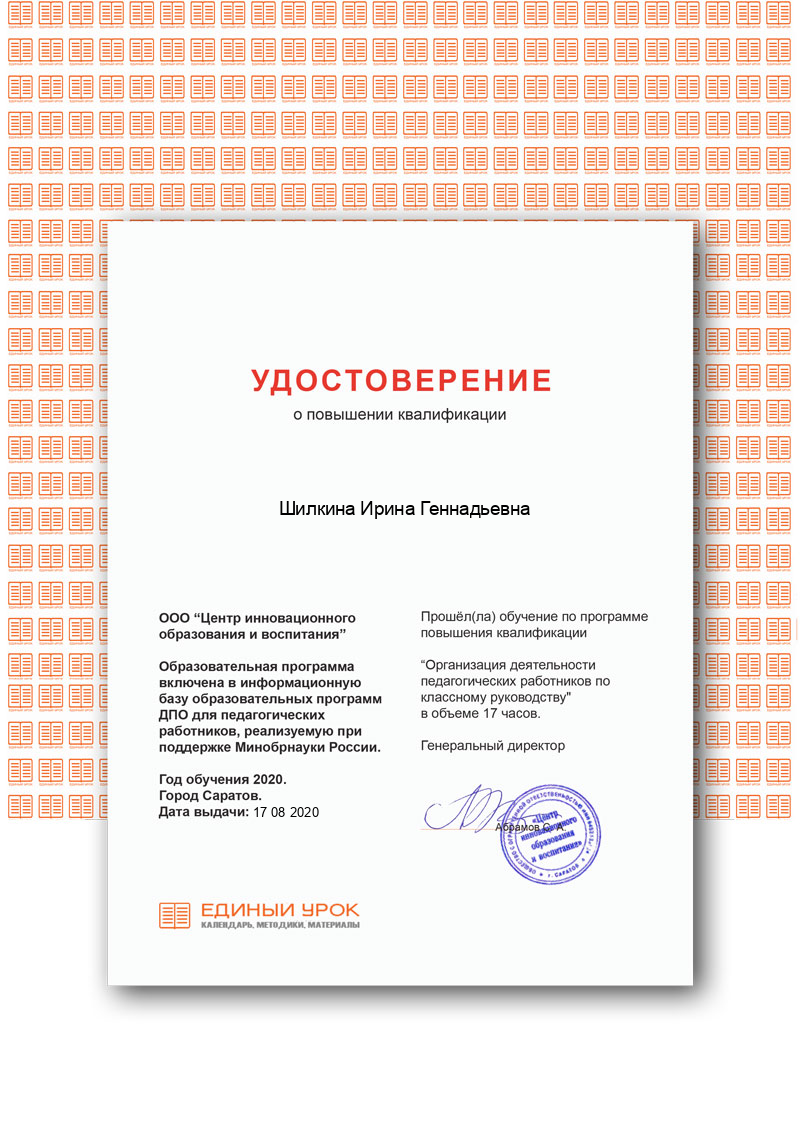 УДОСТОВЕРЕНИЕ
о повышении квалификации
Шилкина Ирина Геннадьевна
ООО “Центр инновационного
образования и воспитания”
Образовательная программа
включена в информационную
базу образовательных программ
ДПО для педагогических
работников, реализуемую при
поддержке Минобрнауки России.
Год обучения 2020.
Город Саратов.
Дата выдачи: 17 08 2020
Прошёл(ла) обучение по программе
повышения квалификации
“Организация деятельности
педагогических работников по
классному руководству"
в объеме 17 часов.
Генеральный директор
Абрамов С. А.
«Центр
инновационного
образования
и воспитания»
г. САРАТОВ
ЕДИНЫЙ УРОК
КАЛЕНДАРЬ, МЕТОДИКИ, МАТЕРИАЛЫ